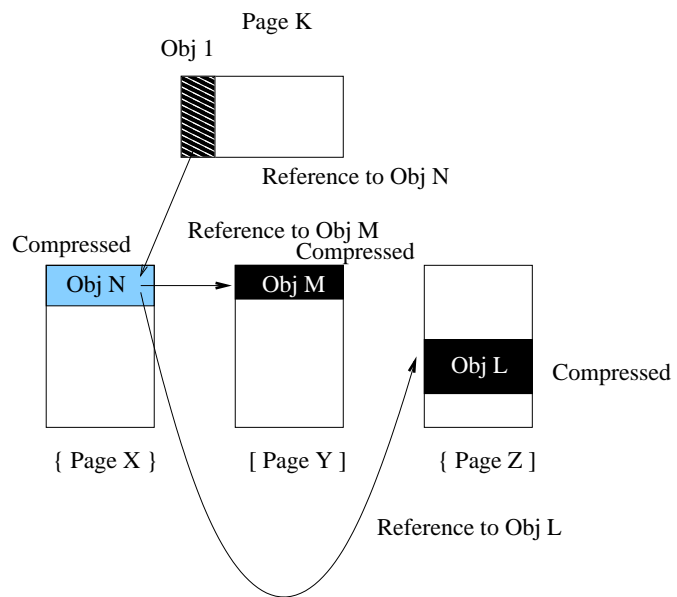 Page K
Obj 1
Reference to Obj N
Reference to Obj M
Compressed
Compressed
Obj N
Obj M
Obj L
Compressed
{ Page X }
[ Page Y ]
{ Page Z ]
Reference to Obj L